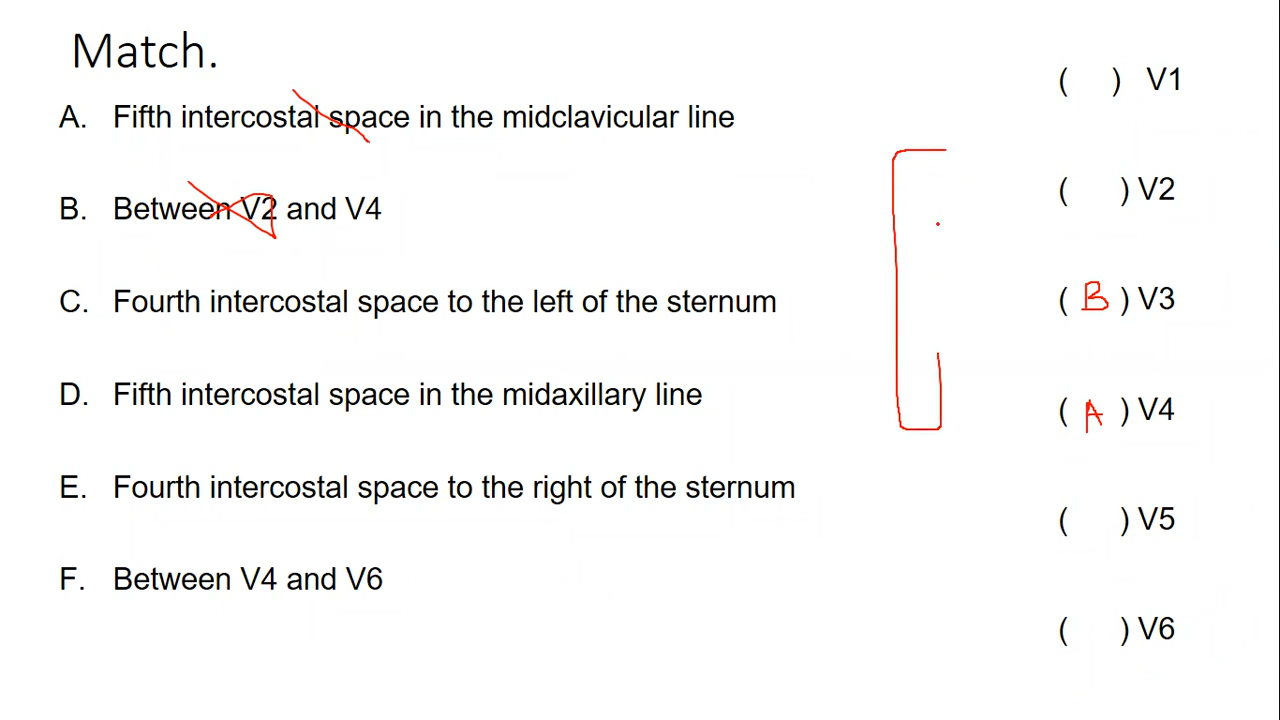 Match.
A. Fifth intercostal space in the midclavicular line
B. Between V2 and V4
C. Fourth intercostal space to the left of the sternum
D. Fifth intercostal space in the midaxillary line
E. Fourth intercostal space to the right of the sternum
F. Between V4 and V6
( ) V1
( ) V2
( B ) V3
( A ) V4
( ) V5
( ) V6